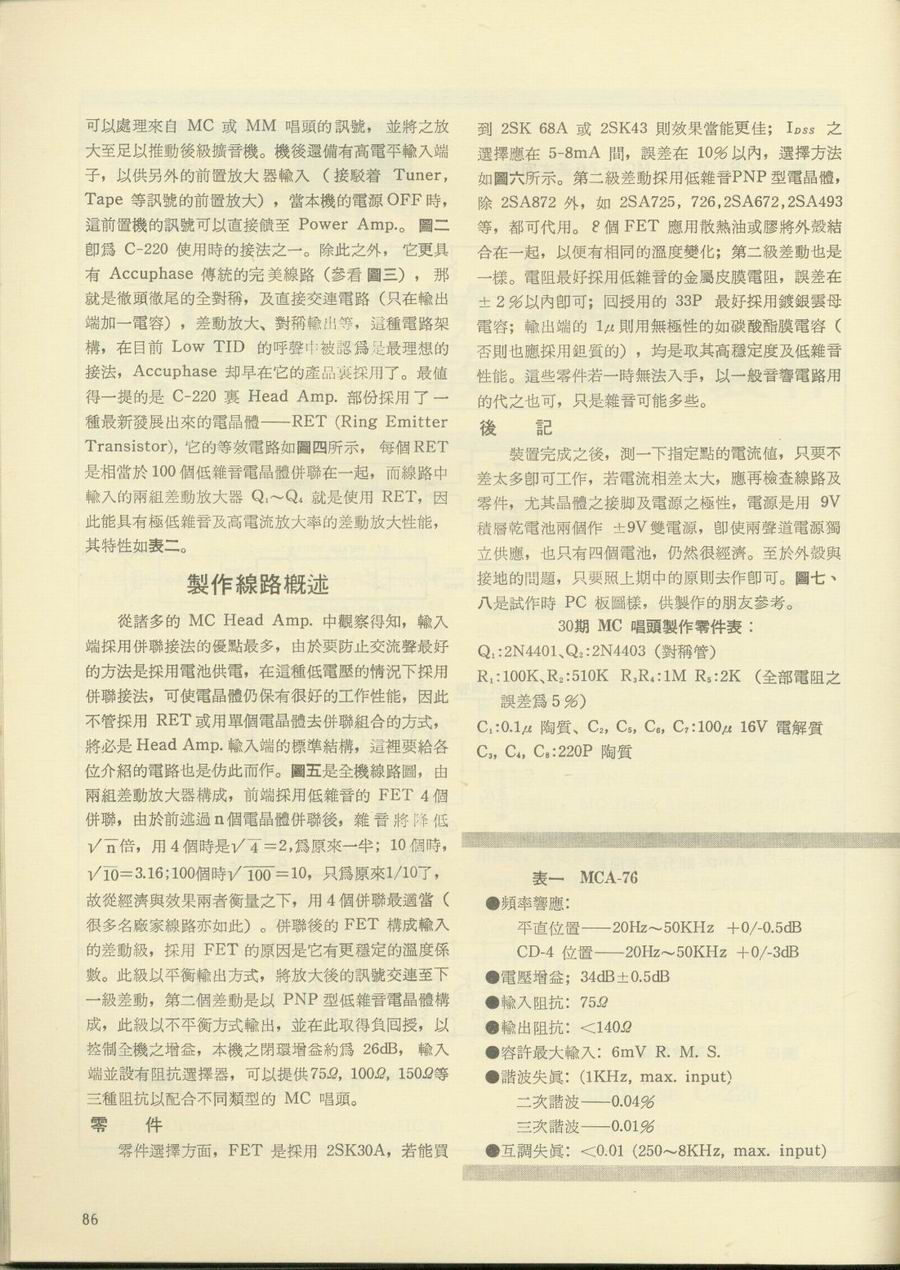 可以處理來自 MC 或 MM 唱頭的訊號， 並將之放
大至足以推動後級擴音機。機後還備有高電平輸入端
子，以供另外的前置放大器輸入 （接駁着 Tuner,
Tape 等訊號的前置放大），當本機的電源OFF時，
這前置機的訊號可以直接饋至 Power Amp.。 圖二
卽爲 C-220 使用時的接法之一。除此之外， 它更具
有 Accuphase 傳統的完美線路（參看圖三）， 那
就是徹頭徹尾的全對稱，及直接交連電路（只在輸出
端加一電容），差動放大、對稱輸出等，這種電路架
構，在目前 Low TID 的呼聲中被認爲是最理想的
接法，Accuphase 却早在它的產品裏採用了。最值
得一提的是 C-220 裏 Head Amp. 部份採用了一
種最新發展出來的電晶體——RET (Ring Emitter
Transistor), 它的等效電路如圖四所示， 每個RET
是相當於100個低雜音電晶體併聯在一起，而線路中
輸入的兩組差動放大器 Q₁～Q₄ 就是使用 RET，因
此能具有極低雜音及高電流放大率的差動放大性能，
其特性如表二。
製作線路概述
從諸多的 MC Head Amp. 中觀察得知，輸入
端採用併聯接法的優點最多，由於要防止交流聲最好
的方法是採用電池供電，在這種低電壓的情況下採用
併聯接法，可使電晶體仍保有很好的工作性能，因此
不管採用 RET或用單個電晶體去併聯組合的方式，
將必是Head Amp.輸入端的標準結構，這裡要給各
位介紹的電路也是仿此而作。圖五是全機線路圖，由
兩組差動放大器構成，前端採用低雜音的 FET 4個
併聯，由於前述過n個電晶體併聯後，雜音將降低
√n倍，用4個時是√4=2,爲原來一半；10個時，
√10=3.16;100個時√100=10，只爲原來1/10了，
故從經濟與效果兩者衡量之下，用4個併聯最適當（
很多名廠家線路亦如此）。併聯後的 FET 構成輸入
的差動級，採用 FET 的原因是它有更穩定的溫度係
數。此級以平衡輸出方式，將放大後的訊號交連至下
一級差動，第二個差動是以 PNP 型低雜音電晶體構
成，此級以不平衡方式輸出，並在此取得負囘授，以
控制全機之增益，本機之閉環增益約爲 26dB， 輸入
端並設有阻抗選擇器，可以提供75Ω, 100Ω, 150Ω等
三種阻抗以配合不同類型的 MC 唱頭。
零 件
零件選擇方面，FET 是採用 2SK30A，若能買
到 2SK 68A 或 2SK43 則效果當能更佳； I_DSS 之
選擇應在 5-8mA 間，誤差在 10%以內，選擇方法
如圖六所示。第二級差動採用低雜音PNP型電晶體，
除 2SA872 外，如 2SA725, 726,2SA672,2SA493
等，都可代用。8個FET 應用散熱油或膠將外殼結
合在一起，以便有相同的溫度變化；第二級差動也是
一樣。電阻最好採用低雜音的金屬皮膜電阻，誤差在
±2%以內卽可；回授用的 33P 最好採用鍍銀雲母
電容；輸出端的 1μ則用無極性的如碳酸酯膜電容（
否則也應採用鉭質的），均是取其高穩定度及低雜音
性能。這些零件若一時無法入手，以一般音響電路用
的代之也可，只是雜音可能多些。
後 記
裝置完成之後，測一下指定點的電流值，只要不
差太多卽可工作，若電流相差太大，應再檢查線路及
零件，尤其晶體之接脚及電源之極性，電源是用 9V
積層乾電池兩個作 ±9V雙電源，卽使兩聲道電源獨
立供應，也只有四個電池，仍然很經濟。至於外殼與
接地的問題，只要照上期中的原則去作卽可。圖七、
八是試作時 PC 板圖樣，供製作的朋友參考。
30期 MC 唱頭製作零件表：
Q₁:2N4401、Q₂:2N4403 (對稱管)
R₁:100K、R₂:510K R₃R₄:1M R₅:2K (全部電阻之
誤差爲5%)
C₁:0.1μ 陶質、C₂, C₅, C₆, C₇:100μ 16V 電解質
C₃, C₄, C₈:220P 陶質
表一 MCA-76
●頻率響應：
平直位置——20Hz～50KHz +0/-0.5dB
CD-4 位置——20Hz～50KHz +0/-3dB
●電壓增益；34dB±0.5dB
●輸入阻抗：75Ω
●輸出阻抗：<140Ω
●容許最大輸入：6mV R. M. S.
●諧波失眞：(1KHz, max. input)
二次諧波——0.04%
三次諧波——0.01%
●互調失眞：<0.01 (250～8KHz, max. input)
86